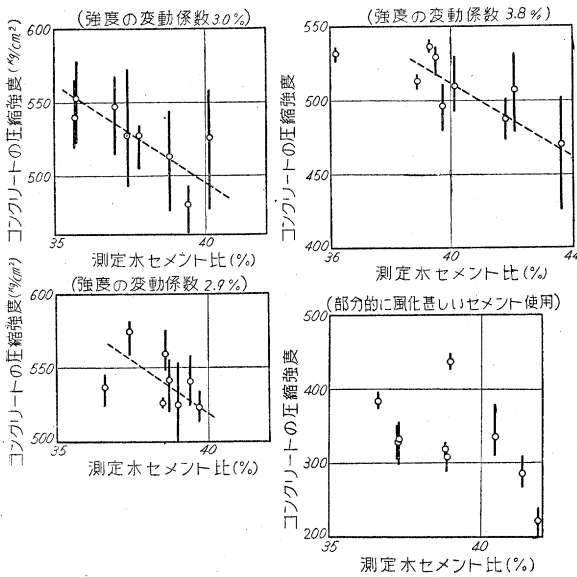 (強度の変動係数3.0%)
コンクリートの圧縮強度(kg/cm²)
600
550
500
35
40
測定水セメント比(%)
(強度の変動係数3.8%)
コンクリートの圧縮強度
550
500
450
400
35
40
44
測定水セメント比(%)
(強度の変動係数2.9%)
コンクリートの圧縮強度(kg/cm²)
600
550
500
35
40
測定水セメント比(%)
(部分的に風化甚しいセメント使用)
コンクリートの圧縮強度
500
400
300
200
35
40
測定水セメント比(%)